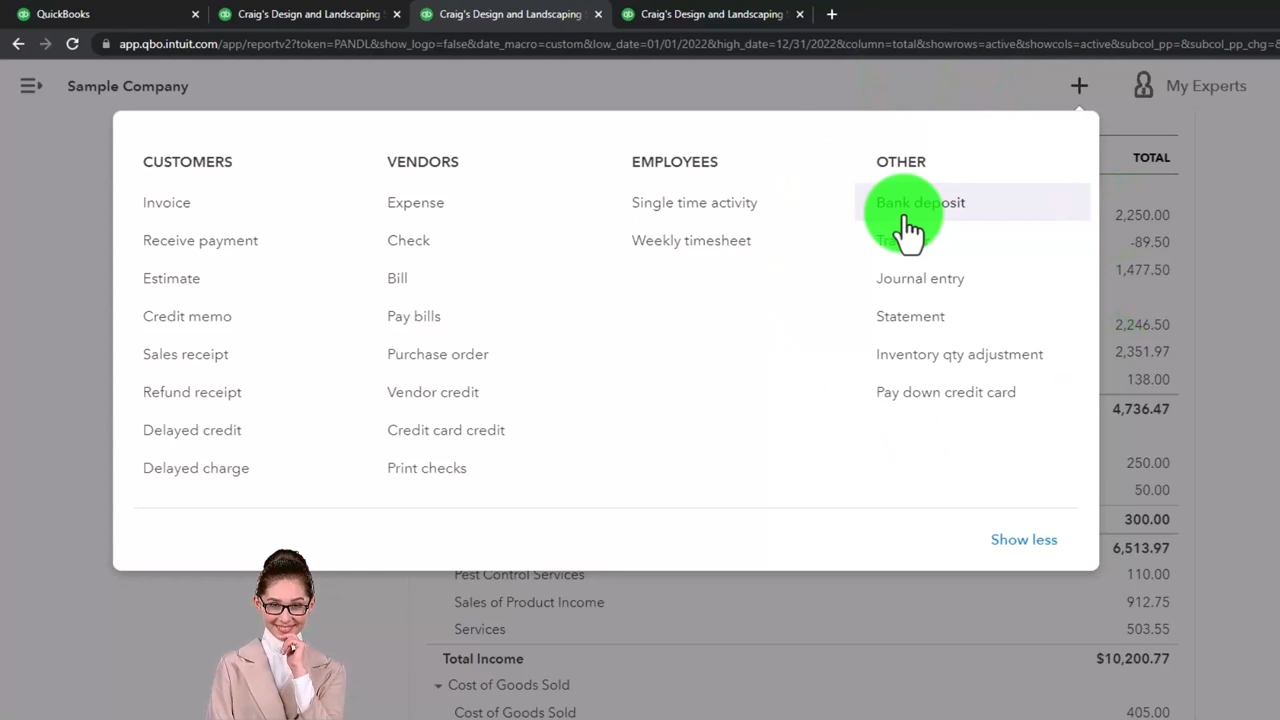 QuickBooks
Craig's Design and Landscaping
Craig's Design and Landscaping
Craig's Design and Landscaping
app.qbo.intuit.com/app/reportv2?token=PANDL&show_logo=false&date_macro=custom&low_date=01/01/2022&high_date=12/31/2022&column=total&showrows=active&showcols=active&subcol_pp=&subcol_pp_chg=&
Sample Company
My Experts
CUSTOMERS
Invoice
Receive payment
Estimate
Credit memo
Sales receipt
Refund receipt
Delayed credit
Delayed charge
VENDORS
Expense
Check
Bill
Pay bills
Purchase order
Vendor credit
Credit card credit
Print checks
EMPLOYEES
Single time activity
Weekly timesheet
OTHER
Bank deposit
Journal entry
Statement
Inventory qty adjustment
Pay down credit card
Show less
TOTAL
2,250.00
-89.50
1,477.50
2,246.50
2,351.97
138.00
4,736.47
250.00
50.00
300.00
6,513.97
Pest Control Services 110.00
Sales of Product Income 912.75
Services 503.55
Total Income $10,200.77
Cost of Goods Sold
Cost of Goods Sold 405.00